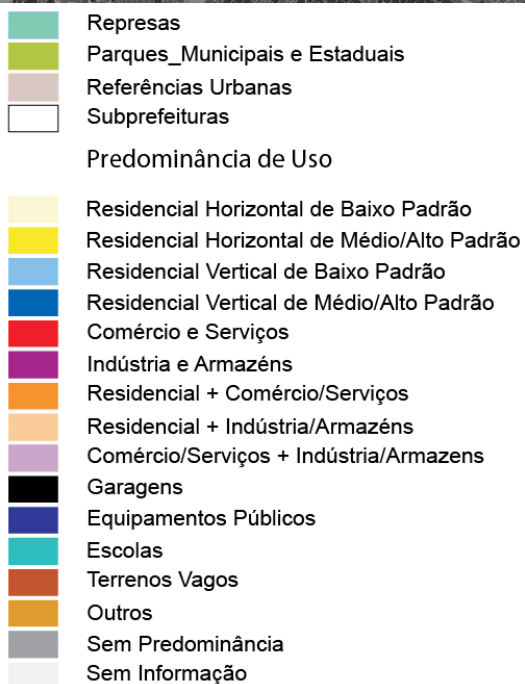 Represas
Parques_Municipais e Estaduais
Referências Urbanas
Subprefeituras
Predominância de Uso
Residencial Horizontal de Baixo Padrão
Residencial Horizontal de Médio/Alto Padrão
Residencial Vertical de Baixo Padrão
Residencial Vertical de Médio/Alto Padrão
Comércio e Serviços
Indústria e Armazéns
Residencial + Comércio/Serviços
Residencial + Indústria/Armazéns
Comércio/Serviços + Indústria/Armazens
Garagens
Equipamentos Públicos
Escolas
Terrenos Vagos
Outros
Sem Predominância
Sem Informação